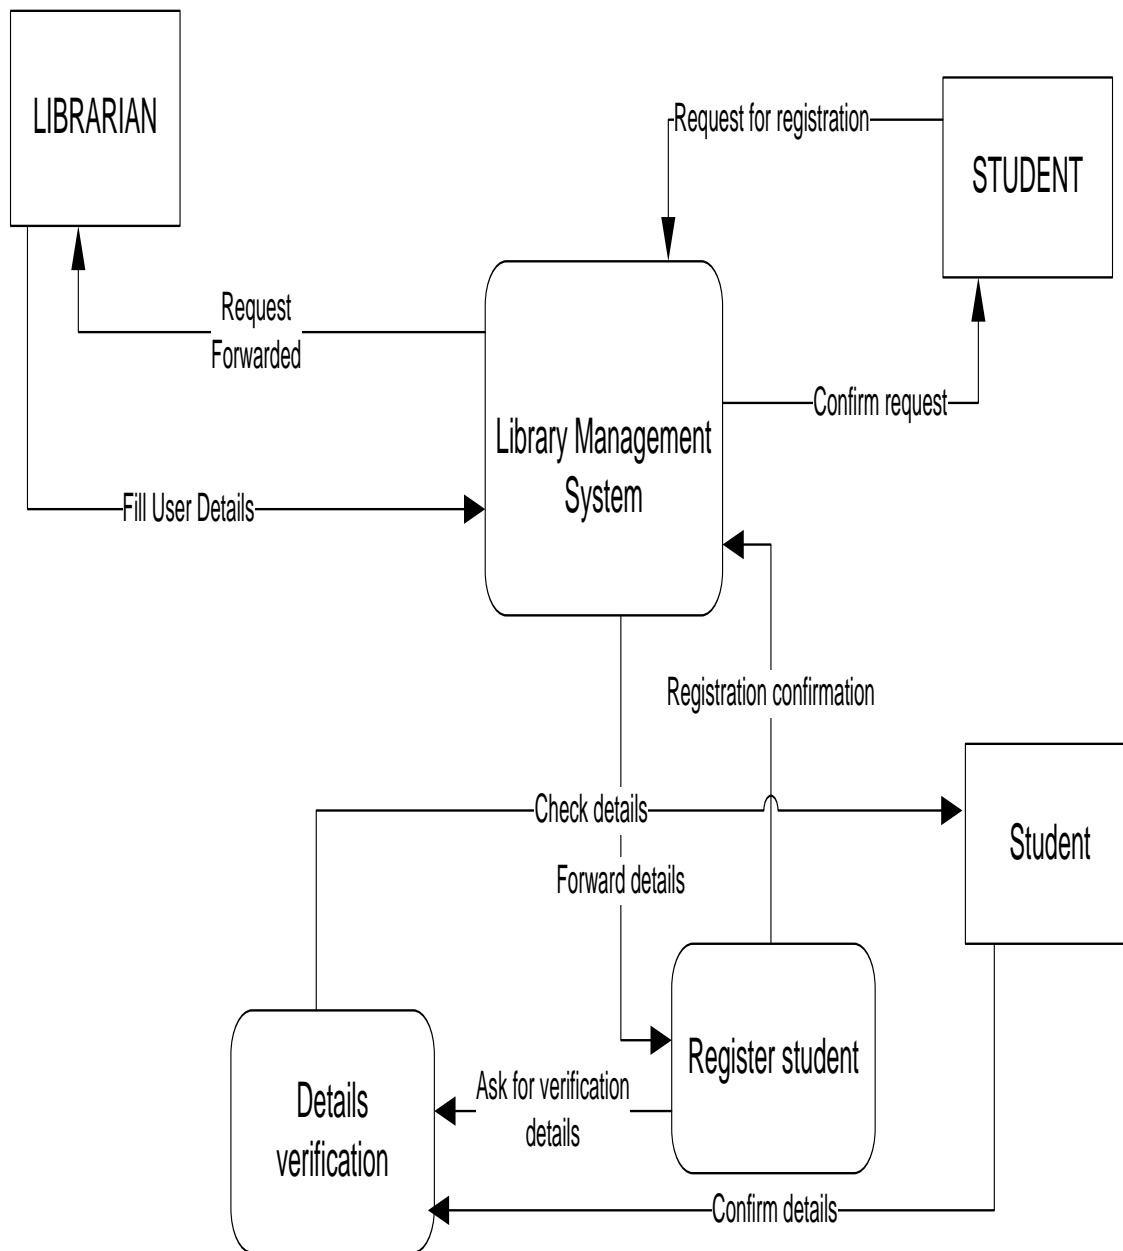 LIBRARIAN
Request for registration
STUDENT
Request
Forwarded
Confirm request
Library Management
System
Fill User Details
Registration confirmation
Check details
Student
Forward details
Register student
Ask for verification
details
Details
verification
Confirm details